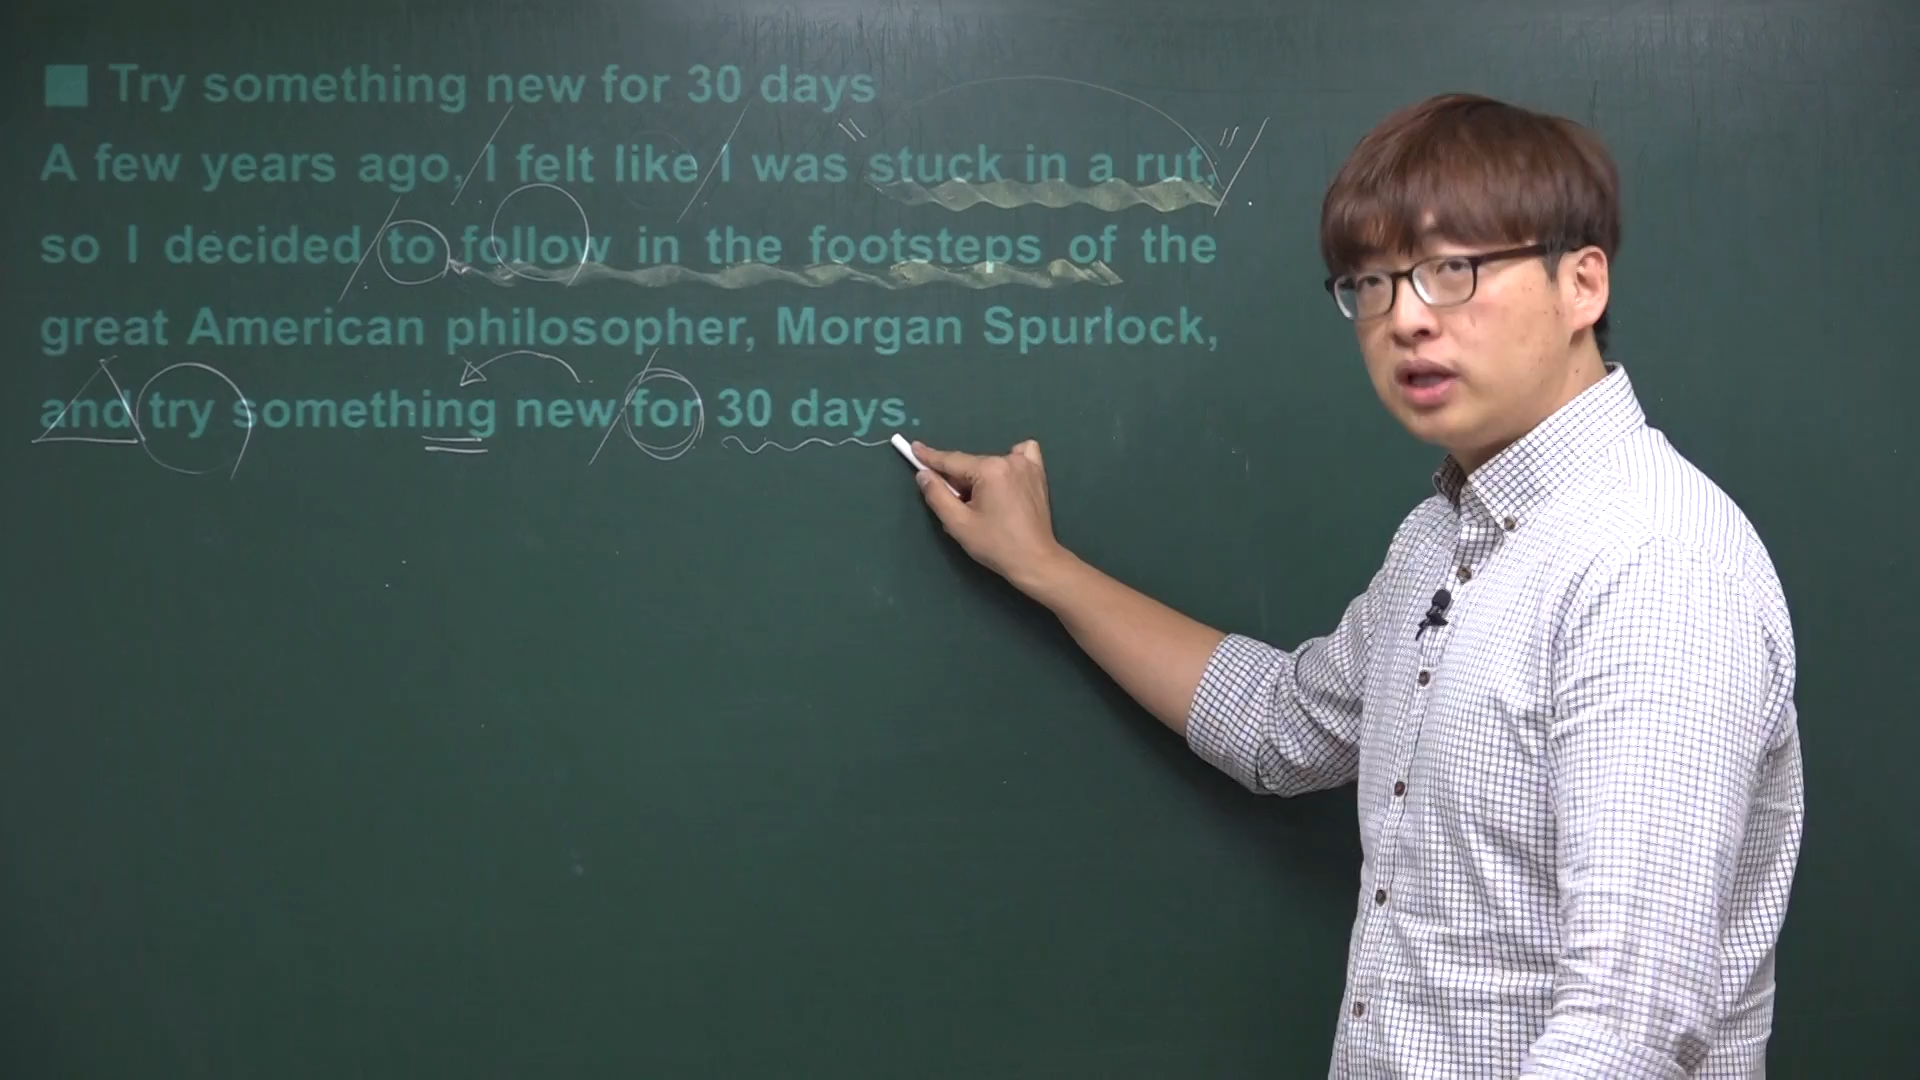 ■ Try something new for 30 days
A few years ago, I felt like I was stuck in a rut,
so I decided to follow in the footsteps of the
great American philosopher, Morgan Spurlock,
and try something new for 30 days.